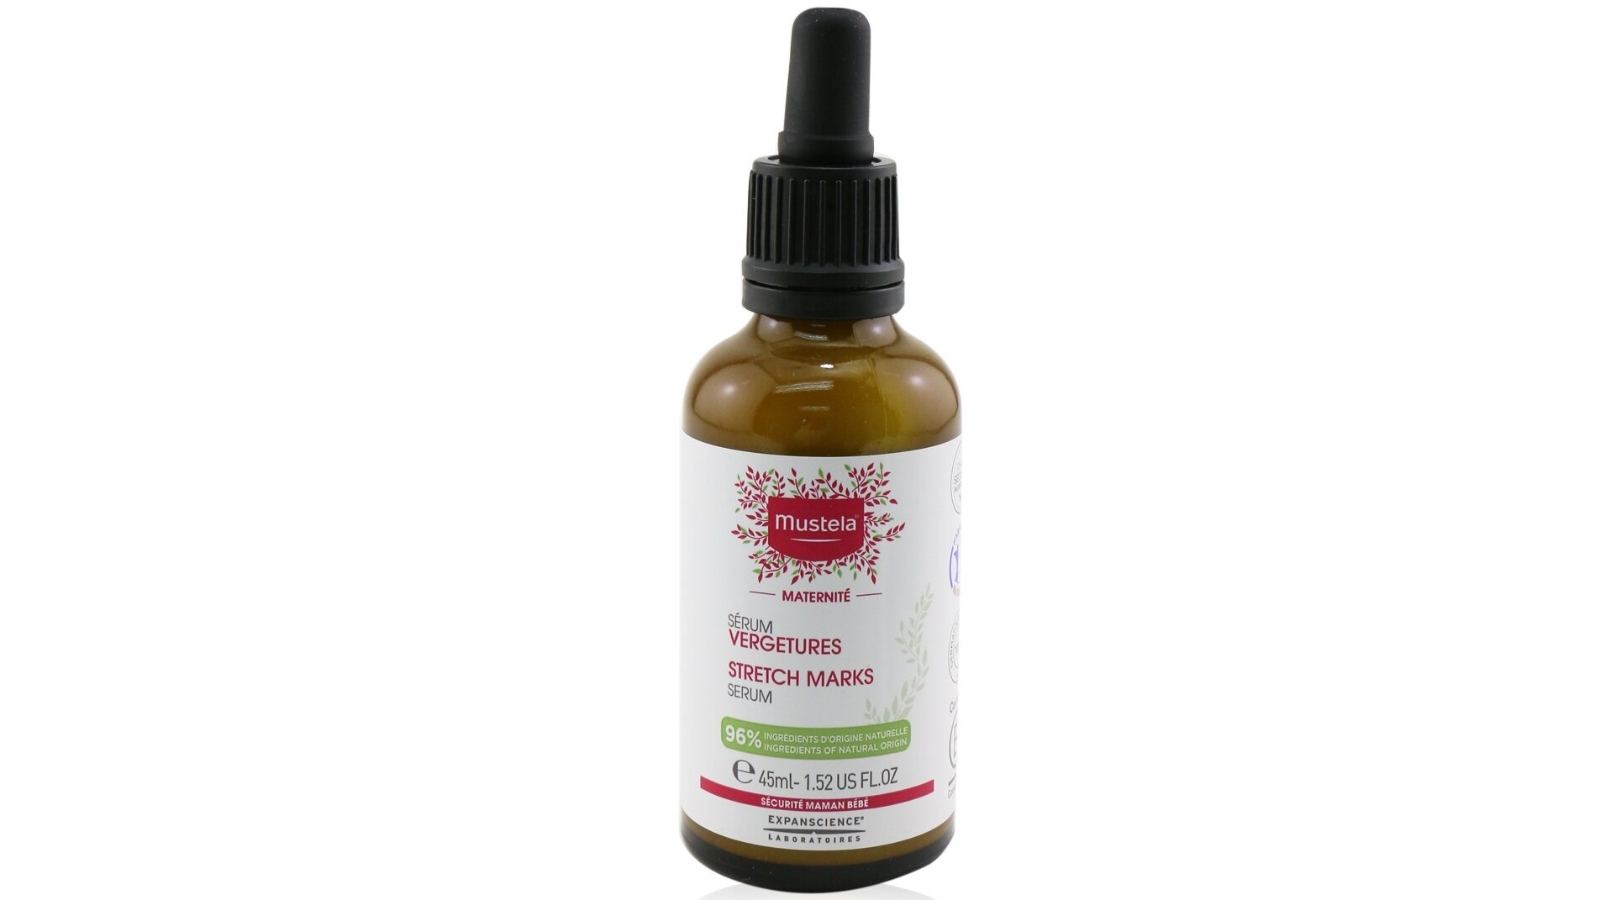 mustela®
MATERNITÉ
SÉRUM
VERGETURES
STRETCH MARKS
SERUM
96% INGRÉDIENTS D'ORIGINE NATURELLE
INGREDIENTS OF NATURAL ORIGIN
℮ 45ml- 1.52 US FL.OZ
SÉCURITÉ MAMAN BÉBÉ
EXPANSCIENCE®
LABORATOIRES